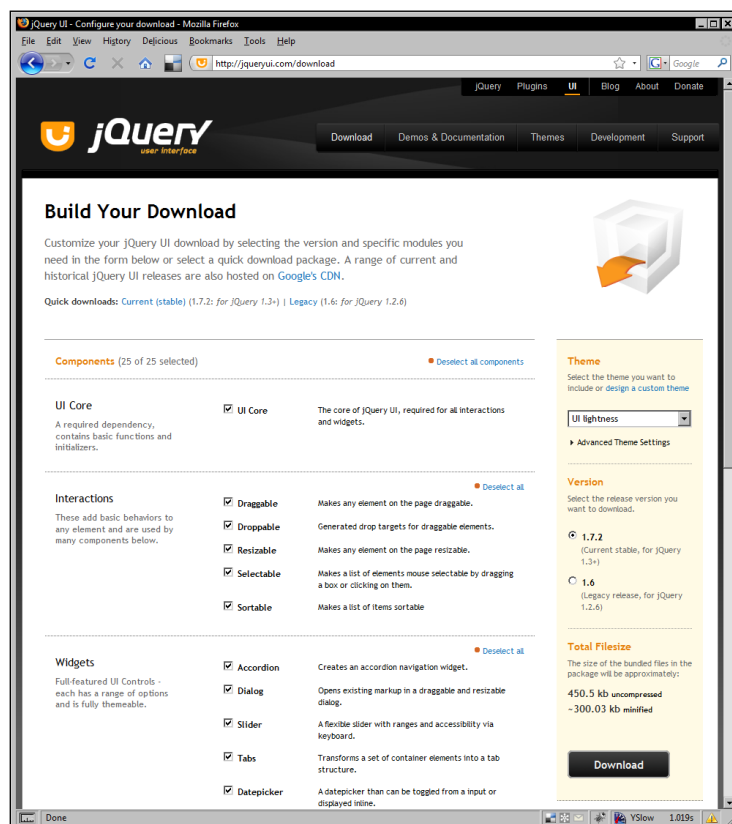 jQuery UI - Configure your download - Mozilla Firefox
File Edit View History Delicious Bookmarks Tools Help
http://jqueryui.com/download
Google
jQuery Plugins UI Blog About Donate
jQuery
user interface
Download Demos & Documentation Themes Development Support
Build Your Download
Customize your jQuery UI download by selecting the version and specific modules you
need in the form below or select a quick download package. A range of current and
historical jQuery UI releases are also hosted on Google's CDN.
Quick downloads: Current (stable) (1.7.2: for jQuery 1.3+) | Legacy (1.6: for jQuery 1.2.6)
Components (25 of 25 selected)
Deselect all components
UI Core
A required dependency,
contains basic functions and
initializers.
UI Core
The core of jQuery UI, required for all interactions
and widgets.
Deselect all
Interactions
These add basic behaviors to
any element and are used by
many components below.
Draggable
Makes any element on the page draggable.
Droppable
Generated drop targets for draggable elements.
Resizable
Makes any element on the page resizable.
Selectable
Makes a list of elements mouse selectable by dragging
a box or clicking on them.
Sortable
Makes a list of items sortable
Deselect all
Widgets
Full-featured UI Controls -
each has a range of options
and is fully themeable.
Accordion
Creates an accordion navigation widget.
Dialog
Opens existing markup in a draggable and resizable
dialog.
Slider
A flexible slider with ranges and accessibility via
keyboard.
Tabs
Transforms a set of container elements into a tab
structure.
Datepicker
A datepicker than can be toggled from a input or
displayed inline.
Theme
Select the theme you want to
include or design a custom theme
UI lightness
Advanced Theme Settings
Version
Select the release version you
want to download.
1.7.2
(Current stable, for jQuery
1.3+)
1.6
(Legacy release, for jQuery
1.2.6)
Total Filesize
The size of the bundled files in the
package will be approximately:
450.5 kb uncompressed
~300.03 kb minified
Download
Done
YSlow 1.019s